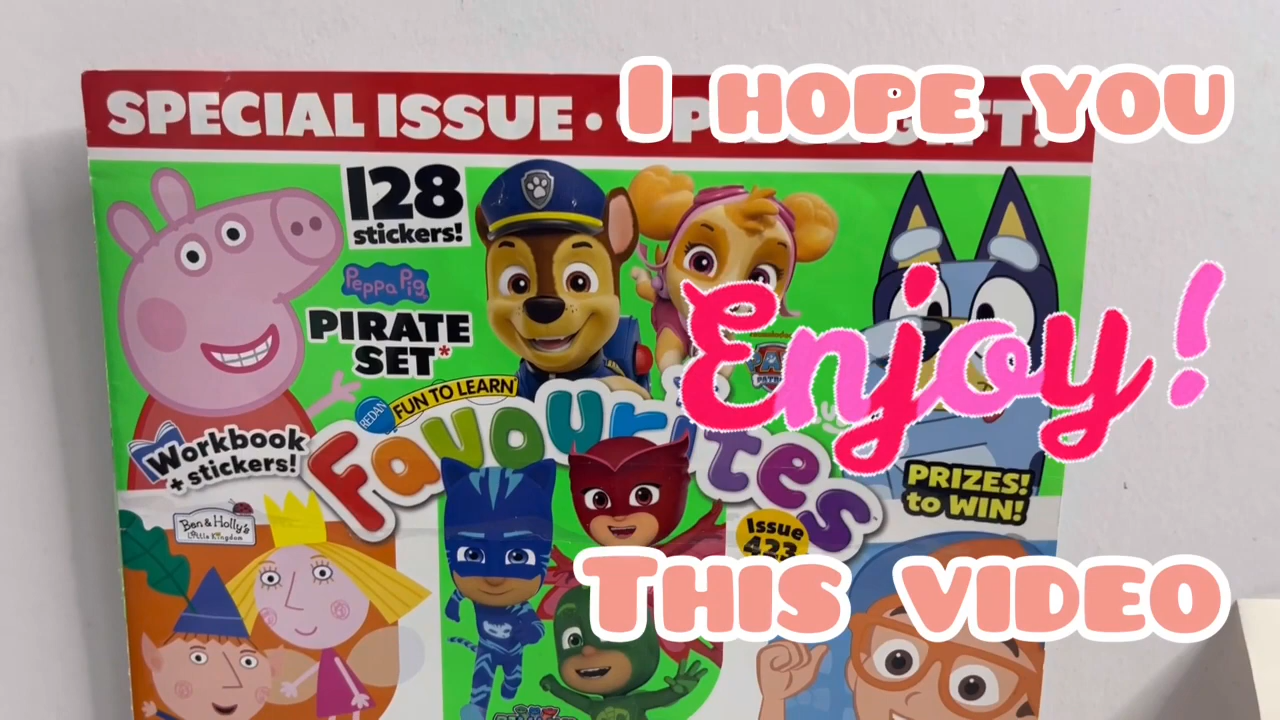 SPECIAL ISSUE •
I HOPE YOU
128
stickers!
Peppa Pig
PIRATE
SET*
Enjoy!
REDAN FUN TO LEARN
Favourites
Workbook
+ stickers!
PRIZES!
to WIN!
Ben & Holly's
Little Kingdom
Issue
423
THIS VIDEO